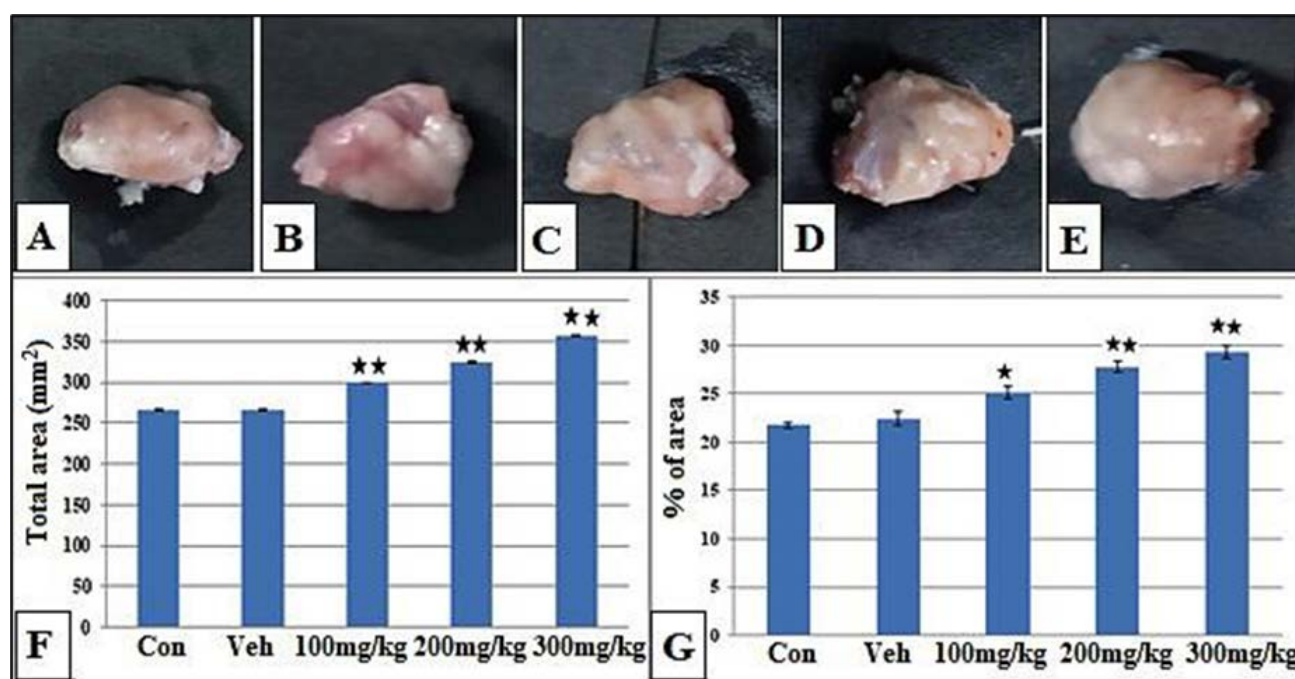 A
B
C
D
E
Total area (mm²)
400
350
300
250
200
150
100
50
0
★★
★★
★★
Con Veh 100mg/kg 200mg/kg 300mg/kg
F
% of area
35
30
25
20
15
10
5
0
★
★★
★★
Con Veh 100mg/kg 200mg/kg 300mg/kg
G